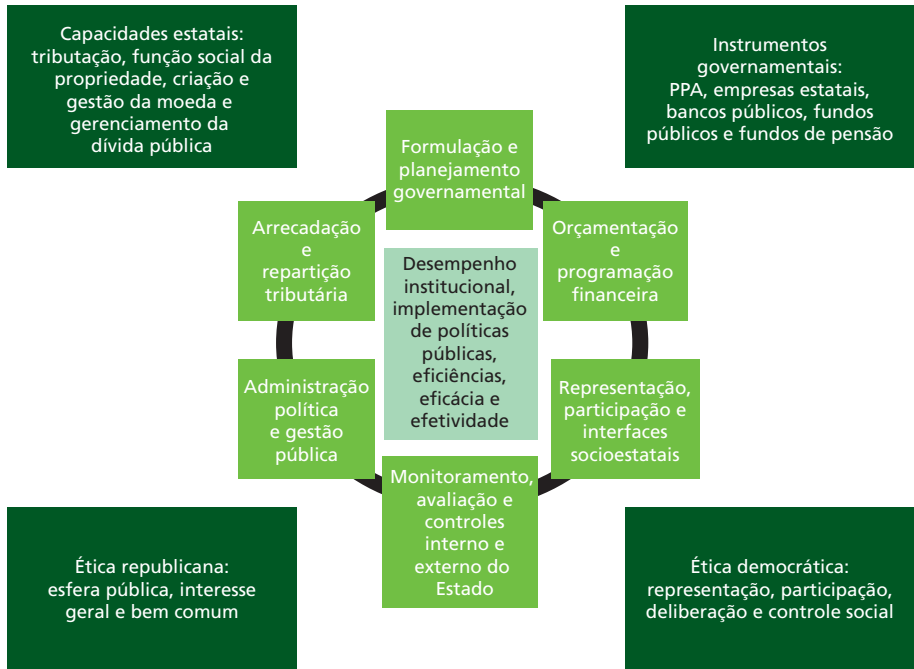 Capacidades estatais:
tributação, função social da
propriedade, criação e
gestão da moeda e
gerenciamento da
dívida pública
Instrumentos
governamentais:
PPA, empresas estatais,
bancos públicos, fundos
públicos e fundos de pensão
Formulação e
planejamento
governamental
Arrecadação
e
repartição
tributária
Orçamentação
e
programação
financeira
Desempenho
institucional,
implementação
de políticas
públicas,
eficiências,
eficácia e
efetividade
Administração
política
e gestão
pública
Representação,
participação e
interfaces
socioestatais
Monitoramento,
avaliação e
controles
interno e
externo do
Estado
Ética republicana:
esfera pública, interesse
geral e bem comum
Ética democrática:
representação, participação,
deliberação e controle social